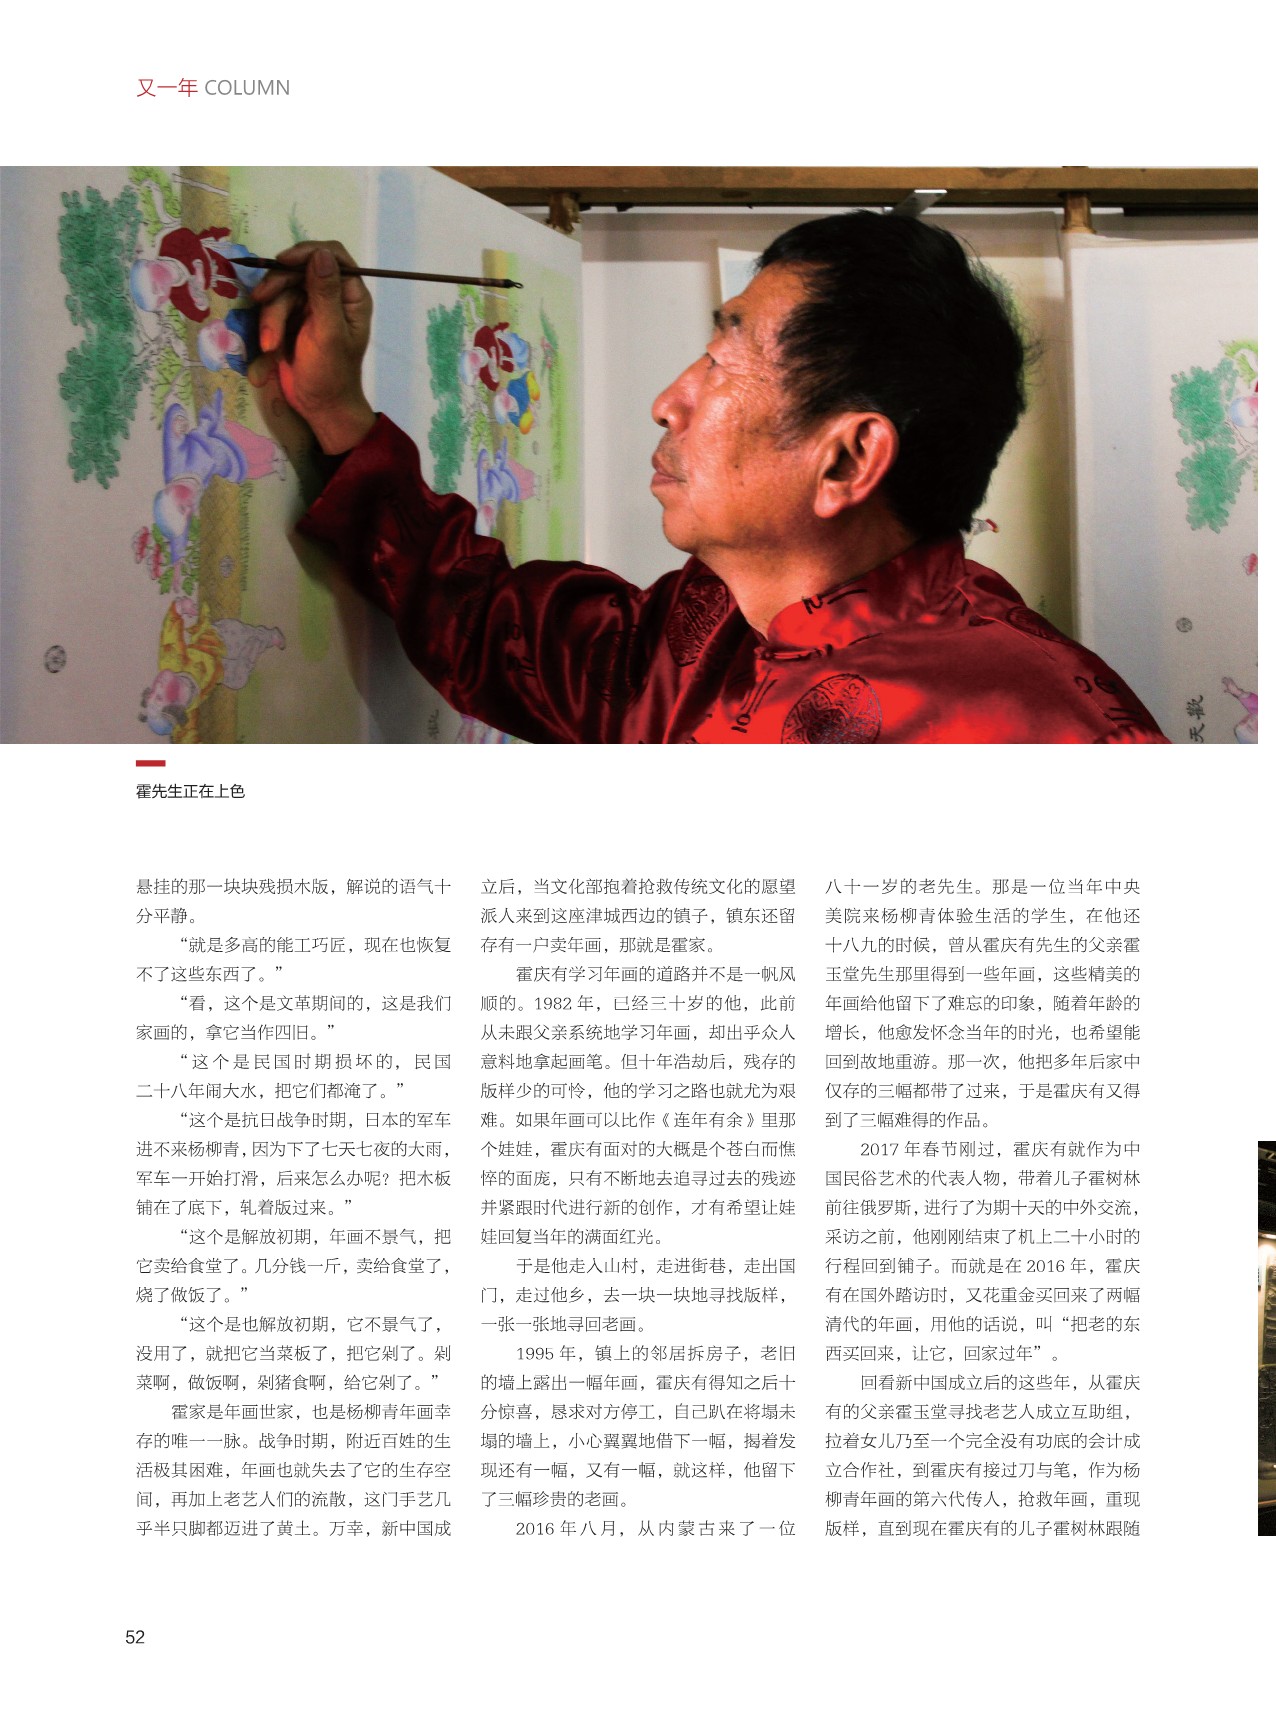 又一年 COLUMN
天歡
霍先生正在上色
悬挂的那一块块残损木版，解说的语气十
分平静。
“就是多高的能工巧匠，现在也恢复
不了这些东西了。”
“看，这个是文革期间的，这是我们
家画的，拿它当作四旧。”
“这个是民国时期损坏的，民国
二十八年闹大水，把它们都淹了。”
“这个是抗日战争时期，日本的军车
进不来杨柳青，因为下了七天七夜的大雨，
军车一开始打滑，后来怎么办呢？把木板
铺在了底下，轧着版过来。”
“这个是解放初期，年画不景气，把
它卖给食堂了。几分钱一斤，卖给食堂了，
烧了做饭了。”
“这个是也解放初期，它不景气了，
没用了，就把它当菜板了，把它剁了。剁
菜啊，做饭啊，剁猪食啊，给它剁了。”
霍家是年画世家，也是杨柳青年画幸
存的唯一一脉。战争时期，附近百姓的生
活极其困难，年画也就失去了它的生存空
间，再加上老艺人们的流散，这门手艺几
乎半只脚都迈进了黄土。万幸，新中国成
立后，当文化部抱着抢救传统文化的愿望
派人来到这座津城西边的镇子，镇东还留
存有一户卖年画，那就是霍家。
霍庆有学习年画的道路并不是一帆风
顺的。1982 年，已经三十岁的他，此前
从未跟父亲系统地学习年画，却出乎众人
意料地拿起画笔。但十年浩劫后，残存的
版样少的可怜，他的学习之路也就尤为艰
难。如果年画可以比作《连年有余》里那
个娃娃，霍庆有面对的大概是个苍白而憔
悴的面庞，只有不断地去追寻过去的残迹
并紧跟时代进行新的创作，才有希望让娃
娃回复当年的满面红光。
于是他走入山村，走进街巷，走出国
门，走过他乡，去一块一块地寻找版样，
一张一张地寻回老画。
1995 年，镇上的邻居拆房子，老旧
的墙上露出一幅年画，霍庆有得知之后十
分惊喜，恳求对方停工，自己趴在将塌未
塌的墙上，小心翼翼地借下一幅，揭着发
现还有一幅，又有一幅，就这样，他留下
了三幅珍贵的老画。
2016 年八月，从内蒙古来了一位
八十一岁的老先生。那是一位当年中央
美院来杨柳青体验生活的学生，在他还
十八九的时候，曾从霍庆有先生的父亲霍
玉堂先生那里得到一些年画，这些精美的
年画给他留下了难忘的印象，随着年龄的
增长，他愈发怀念当年的时光，也希望能
回到故地重游。那一次，他把多年后家中
仅存的三幅都带了过来，于是霍庆有又得
到了三幅难得的作品。
2017 年春节刚过，霍庆有就作为中
国民俗艺术的代表人物，带着儿子霍树林
前往俄罗斯，进行了为期十天的中外交流，
采访之前，他刚刚结束了机上二十小时的
行程回到铺子。而就是在 2016 年，霍庆
有在国外踏访时，又花重金买回来了两幅
清代的年画，用他的话说，叫“把老的东
西买回来，让它，回家过年”。
回看新中国成立后的这些年，从霍庆
有的父亲霍玉堂寻找老艺人成立互助组，
拉着女儿乃至一个完全没有功底的会计成
立合作社，到霍庆有接过刀与笔，作为杨
柳青年画的第六代传人，抢救年画，重现
版样，直到现在霍庆有的儿子霍树林跟随
52